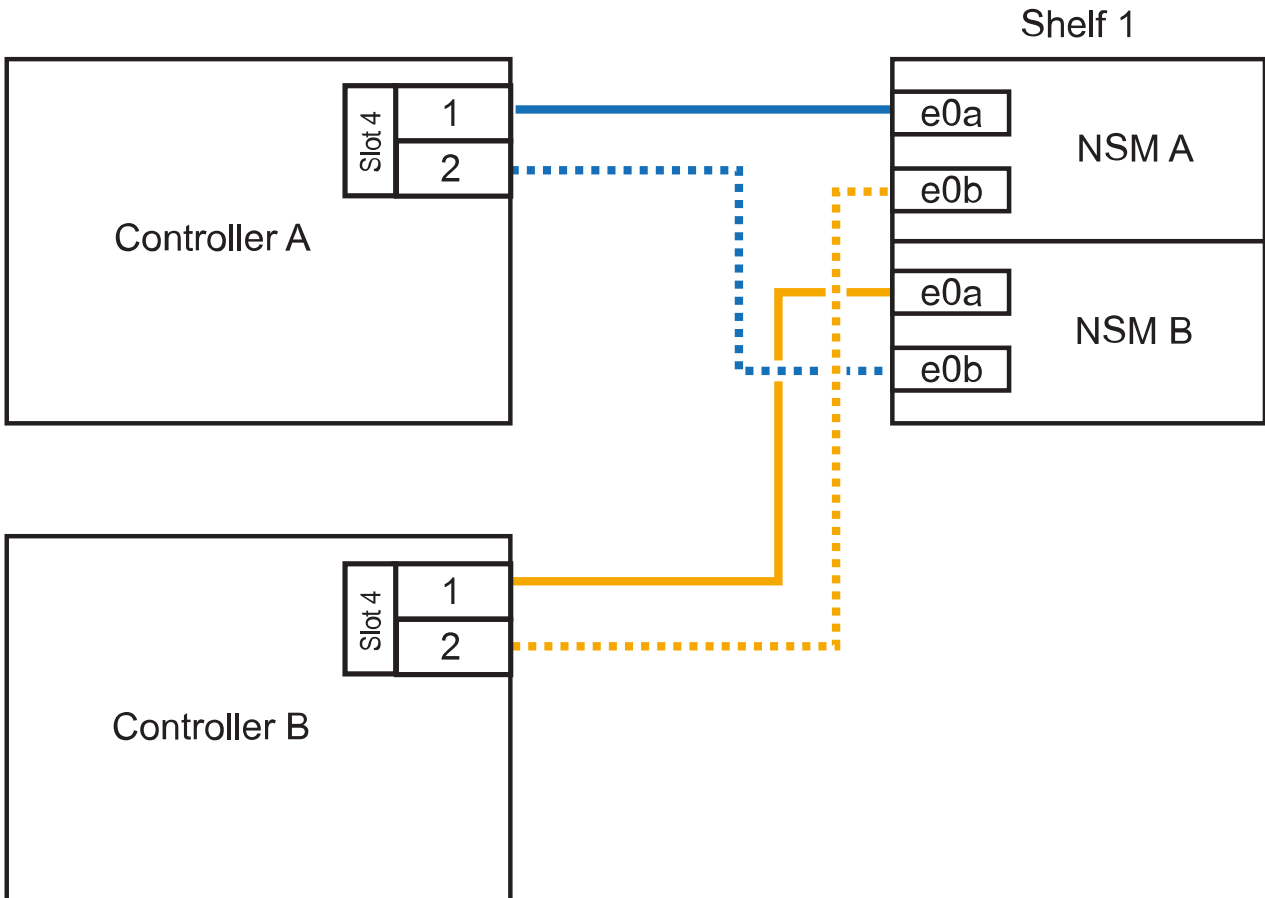 Shelf 1
Slot 4
1
2
Controller A
e0a
e0b
NSM A
e0a
e0b
NSM B
Slot 4
1
2
Controller B